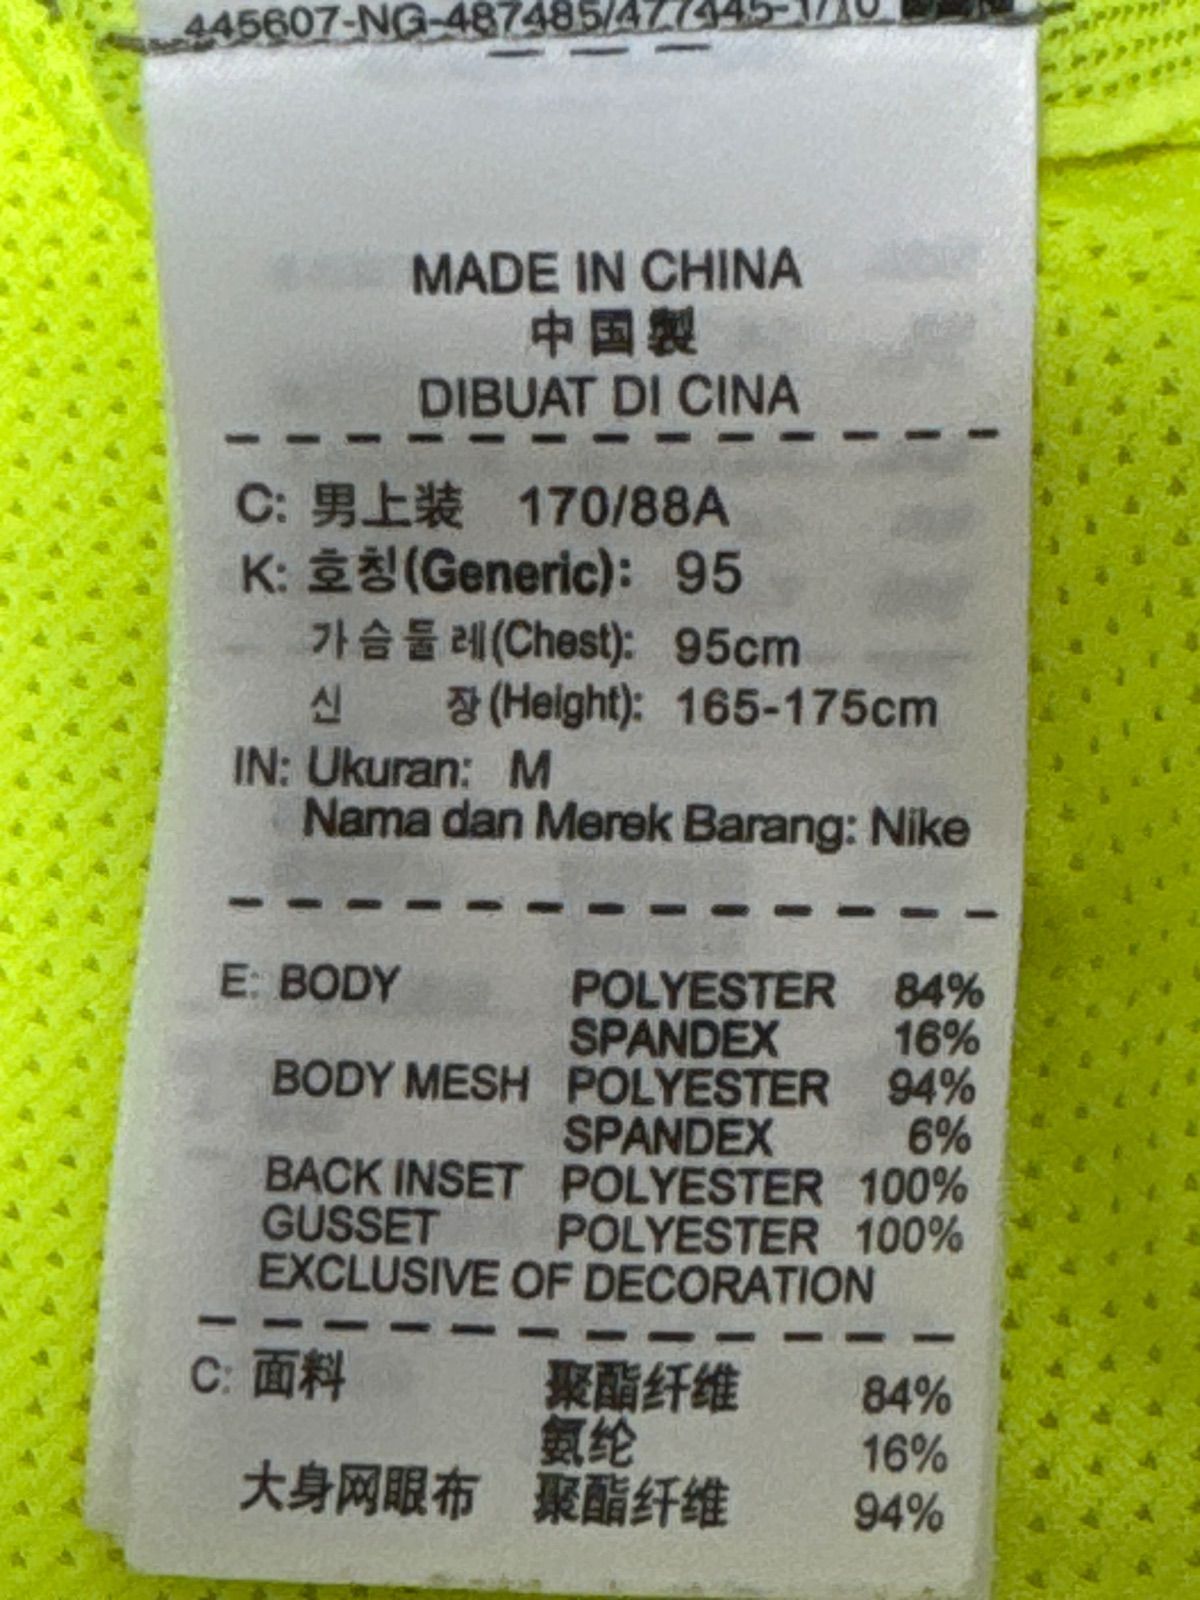 445607-NG-487485/477445-1/10
MADE IN CHINA
中国製
DIBUAT DI CINA
C: 男上装 170/88A
K: 호칭(Generic): 95
가슴둘레(Chest): 95cm
신 장(Height): 165-175cm
IN: Ukuran: M
Nama dan Merek Barang: Nike
E: BODY POLYESTER 84%
SPANDEX 16%
BODY MESH POLYESTER 94%
SPANDEX 6%
BACK INSET POLYESTER 100%
GUSSET POLYESTER 100%
EXCLUSIVE OF DECORATION
C: 面料 聚酯纤维 84%
氨纶 16%
大身网眼布 聚酯纤维 94%